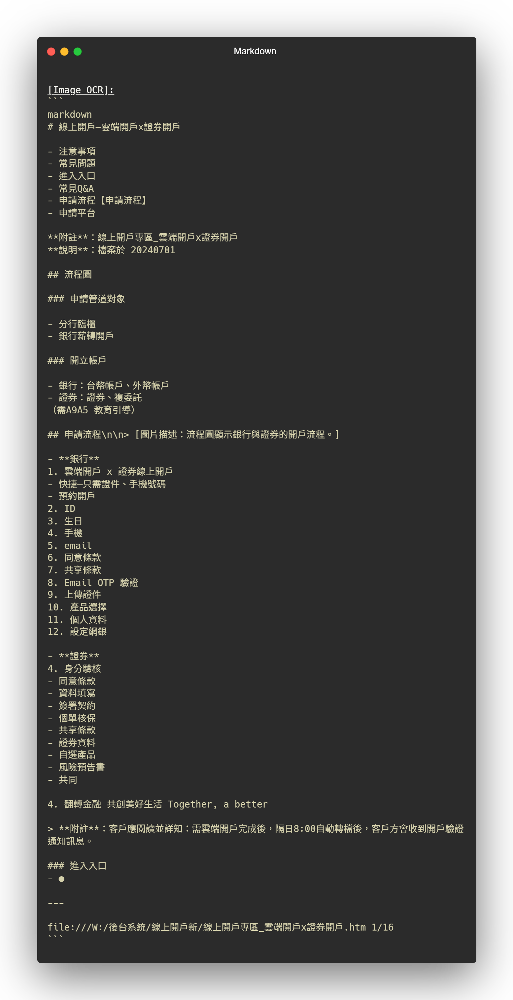 Markdown
[Image OCR]:
```
markdown
# 線上開戶—雲端開戶x證券開戶
- 注意事項
- 常見問題
- 進入入口
- 常見Q&A
- 申請流程【申請流程】
- 申請平台
**附註**：線上開戶專區_雲端開戶x證券開戶
**說明**：檔案於 20240701
## 流程圖
### 申請管道對象
- 分行臨櫃
- 銀行薪轉開戶
### 開立帳戶
- 銀行：台幣帳戶、外幣帳戶
- 證券：證券、複委託
（需A9A5 教育引導）
## 申請流程\n\n> [圖片描述：流程圖顯示銀行與證券的開戶流程。]
- **銀行**
1. 雲端開戶 x 證券線上開戶
- 快捷—只需證件、手機號碼
- 預約開戶
2. ID
3. 生日
4. 手機
5. email
6. 同意條款
7. 共享條款
8. Email OTP 驗證
9. 上傳證件
10. 產品選擇
11. 個人資料
12. 設定網銀
- **證券**
4. 身分驗核
- 同意條款
- 資料填寫
- 簽署契約
- 個單核保
- 共享條款
- 證券資料
- 自選產品
- 風險預告書
- 共同
4. 翻轉金融 共創美好生活 Together, a better
> **附註**：客戶應閱讀並詳知：需雲端開戶完成後，隔日8:00自動轉檔後，客戶方會收到開戶驗證
通知訊息。
### 進入入口
- ●
---
file:///W:/後台系統/線上開戶新/線上開戶專區_雲端開戶x證券開戶.htm 1/16
```